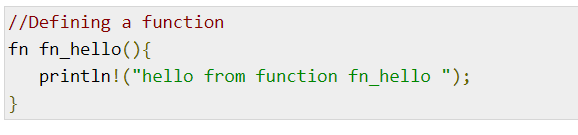 //Defining a function
fn fn_hello(){
   println!("hello from function fn_hello ");
}